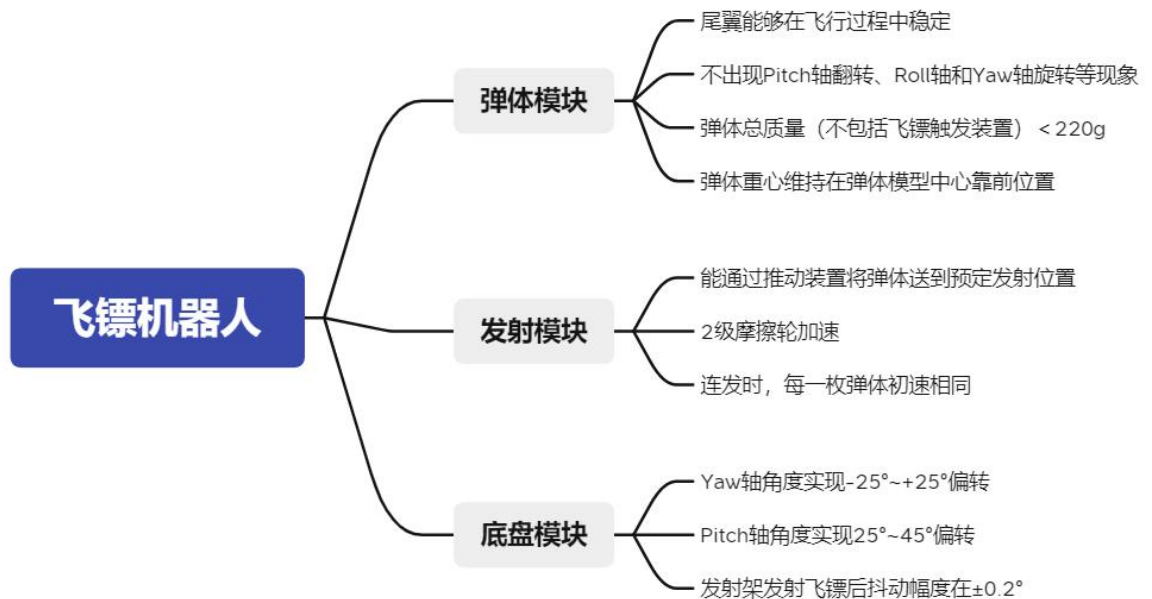 飞镖机器人
弹体模块
尾翼能够在飞行过程中稳定
不出现Pitch轴翻转、Roll轴和Yaw轴旋转等现象
弹体总质量（不包括飞镖触发装置）＜220g
弹体重心维持在弹体模型中心靠前位置
发射模块
能通过推动装置将弹体送到预定发射位置
2级摩擦轮加速
连发时，每一枚弹体初速相同
底盘模块
Yaw轴角度实现-25°~+25°偏转
Pitch轴角度实现25°~45°偏转
发射架发射飞镖后抖动幅度在±0.2°